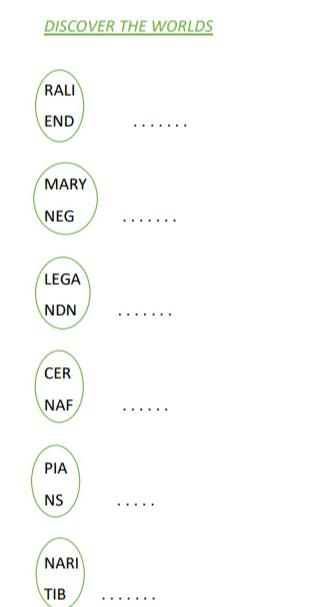 DISCOVER THE WORLDS
RALI
END
.......
MARY
NEG
.......
LEGA
NDN
.......
CER
NAF
......
PIA
NS
.....
NARI
TIB
.......